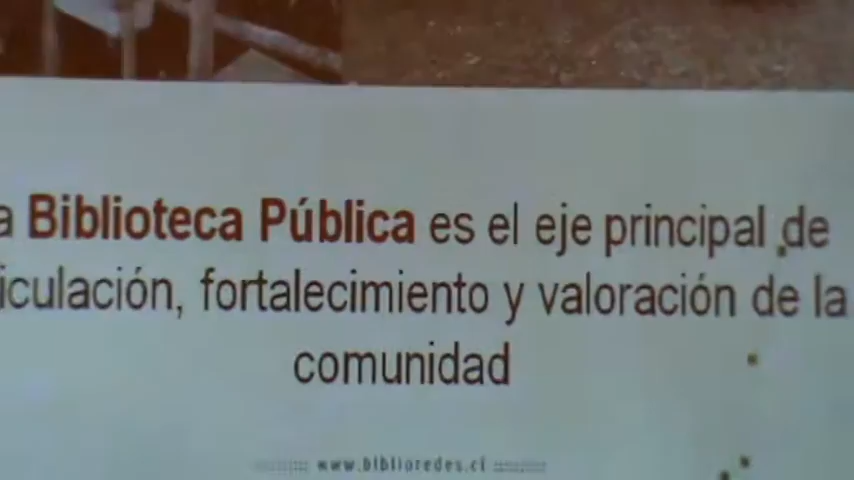 a Biblioteca Pública es el eje principal de
iculación, fortalecimiento y valoración de la
comunidad
www.biblioredes.cl